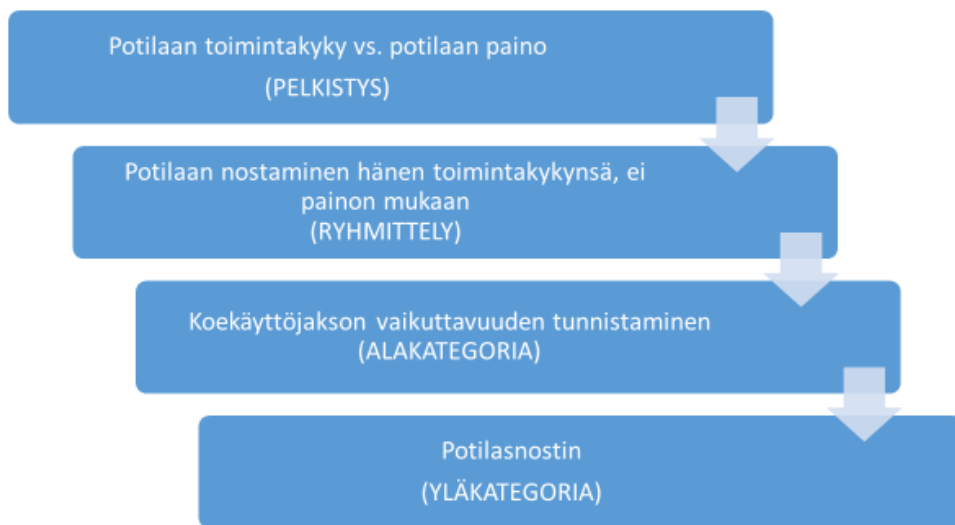 Potilaan toimintakyky vs. potilaan paino
(PELKISTYS)
Potilaan nostaminen hänen toimintakykynsä, ei
painon mukaan
(RYHMITTELY)
Koekäyttöjakson vaikuttavuuden tunnistaminen
(ALAKATEGORIA)
Potilasnostin
(YLÄKATEGORIA)